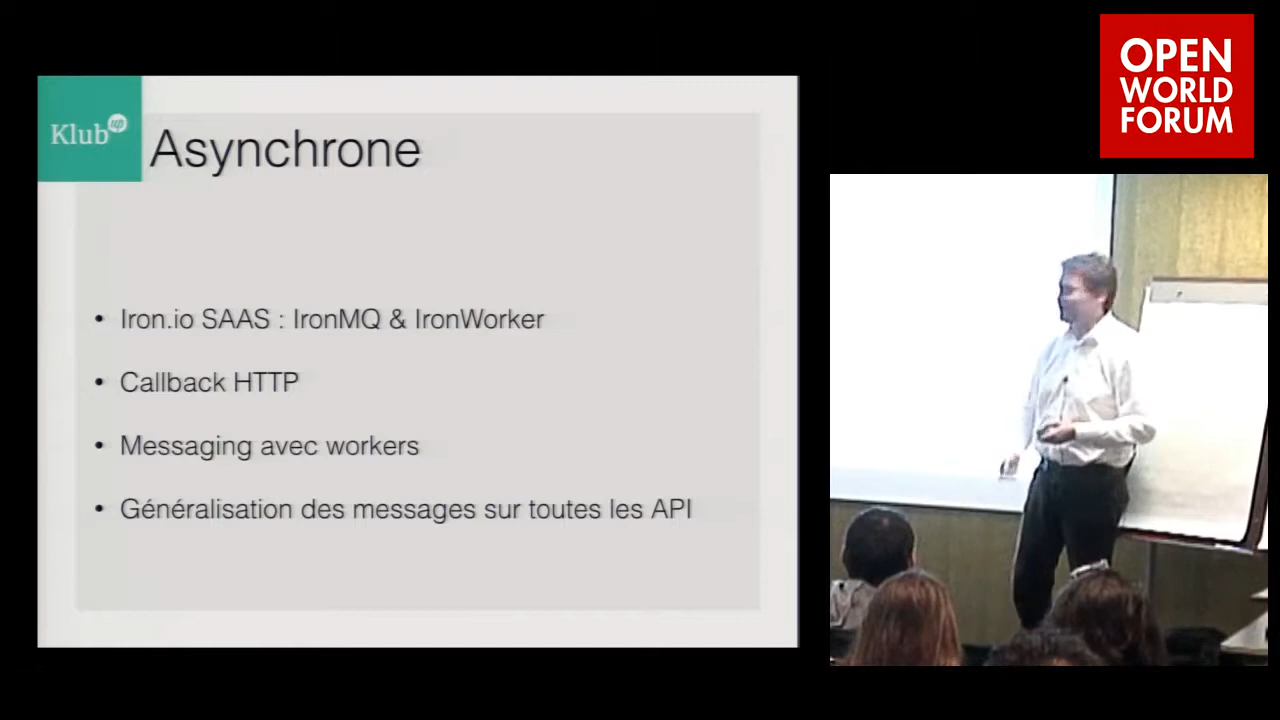 Klub up
Asynchrone
• Iron.io SAAS : IronMQ & IronWorker
• Callback HTTP
• Messaging avec workers
• Généralisation des messages sur toutes les API
OPEN
WORLD
FORUM